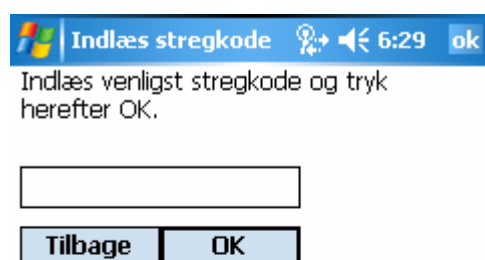 Indlæs stregkode 6:29 ok
Indlæs venligst stregkode og tryk
herefter OK.
Tilbage OK